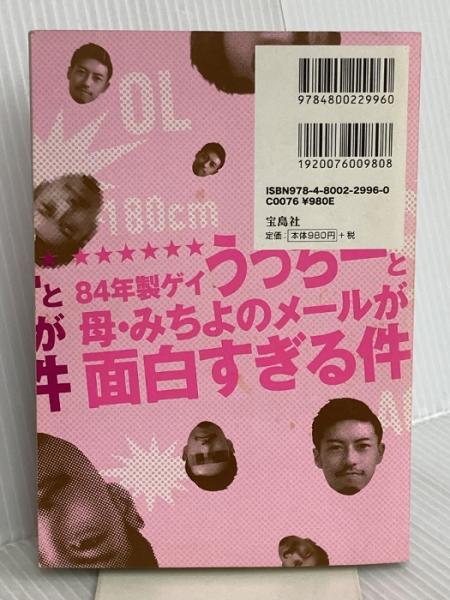 OL
180cm
9784800229960
1920076009808
ISBN978-4-8002-2996-0
C0076 ¥980E
宝島社
定価: 本体980円 +税
★★★★★★
84年製ゲイうっちーと
母・みちよのメールが
面白すぎる件
と
が
件